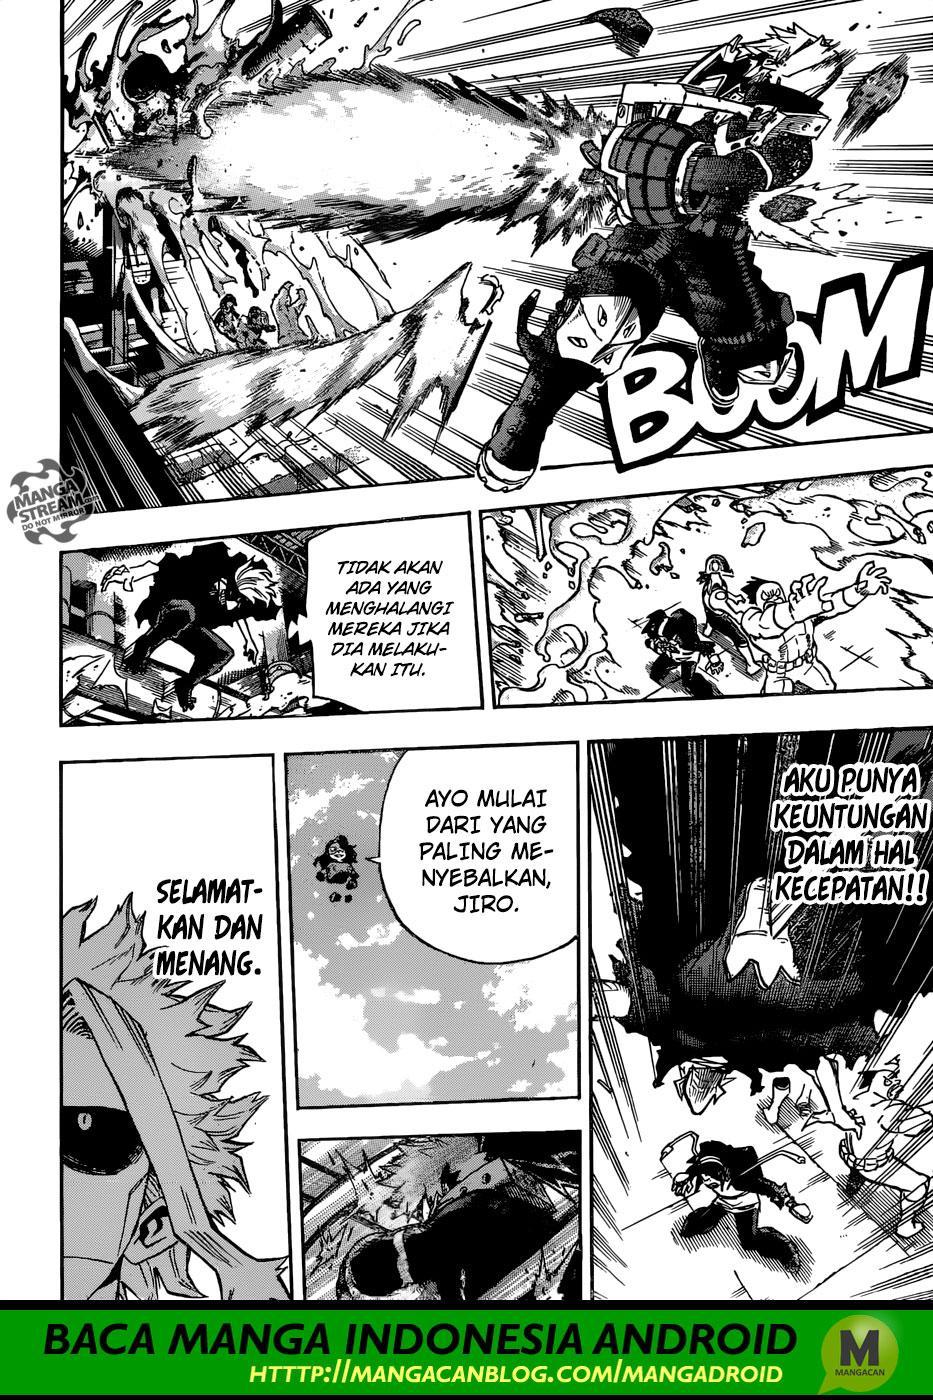 BOOM
MANGA
STREAM.COM
DO NOT MIRROR
TIDAK AKAN
ADA YANG
MENGHALANGI
MEREKA JIKA
DIA MELAKU-
KAN ITU.
AKU PUNYA
KEUNTUNGAN
DALAM HAL
KECEPATAN!!
AYO MULAI
DARI YANG
PALING ME-
NYEBALKAN,
JIRO.
SELAMAT-
KAN DAN
MENANG.
BACA MANGA INDONESIA ANDROID
HTTTP://MANGACANBLOG.COM/MANGADROID
M
MANGACAN